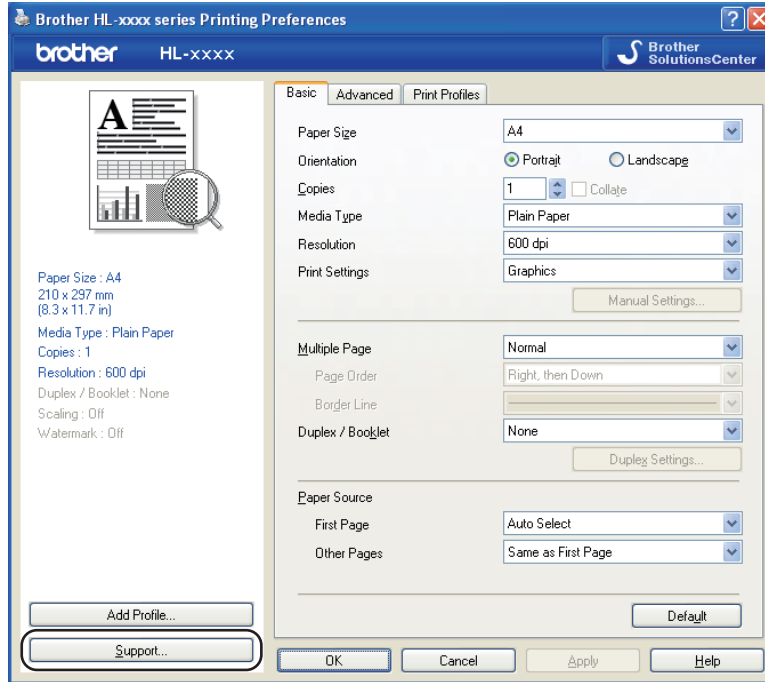 Brother HL-xxxx series Printing Preferences
brother HL-xxxx
Brother
SolutionsCenter
A
Paper Size : A4
210 x 297 mm
(8.3 x 11.7 in)
Media Type : Plain Paper
Copies : 1
Resolution : 600 dpi
Duplex / Booklet : None
Scaling : Off
Watermark : Off
Add Profile...
Support...
Basic Advanced Print Profiles
Paper Size A4
Orientation Portrait Landscape
Copies 1 Collate
Media Type Plain Paper
Resolution 600 dpi
Print Settings Graphics
Manual Settings...
Multiple Page Normal
Page Order Right, then Down
Border Line
Duplex / Booklet None
Duplex Settings...
Paper Source
First Page Auto Select
Other Pages Same as First Page
Default
OK Cancel Apply Help